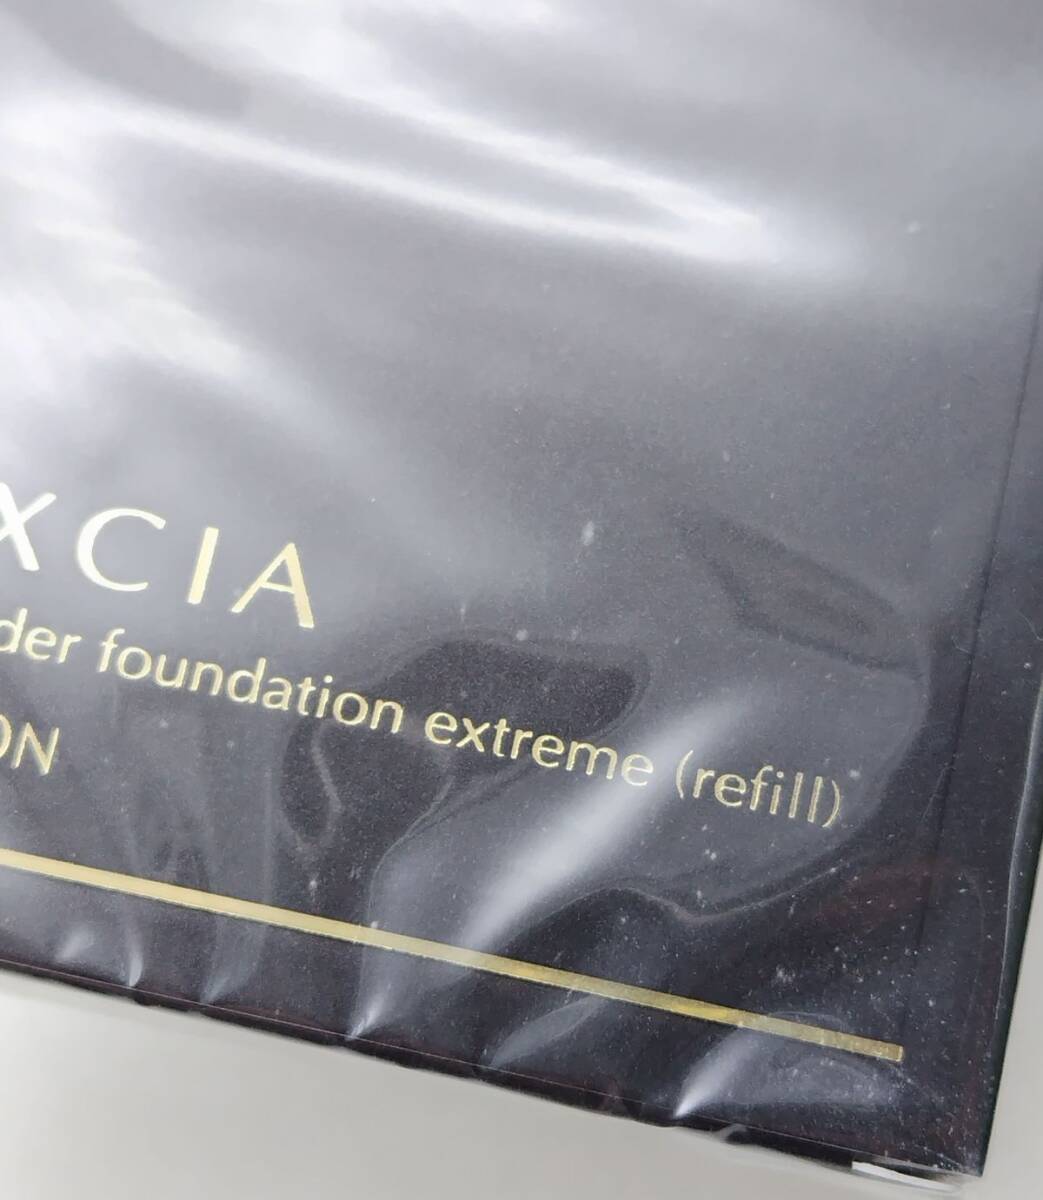 XCIA
der foundation extreme (refill)
ON